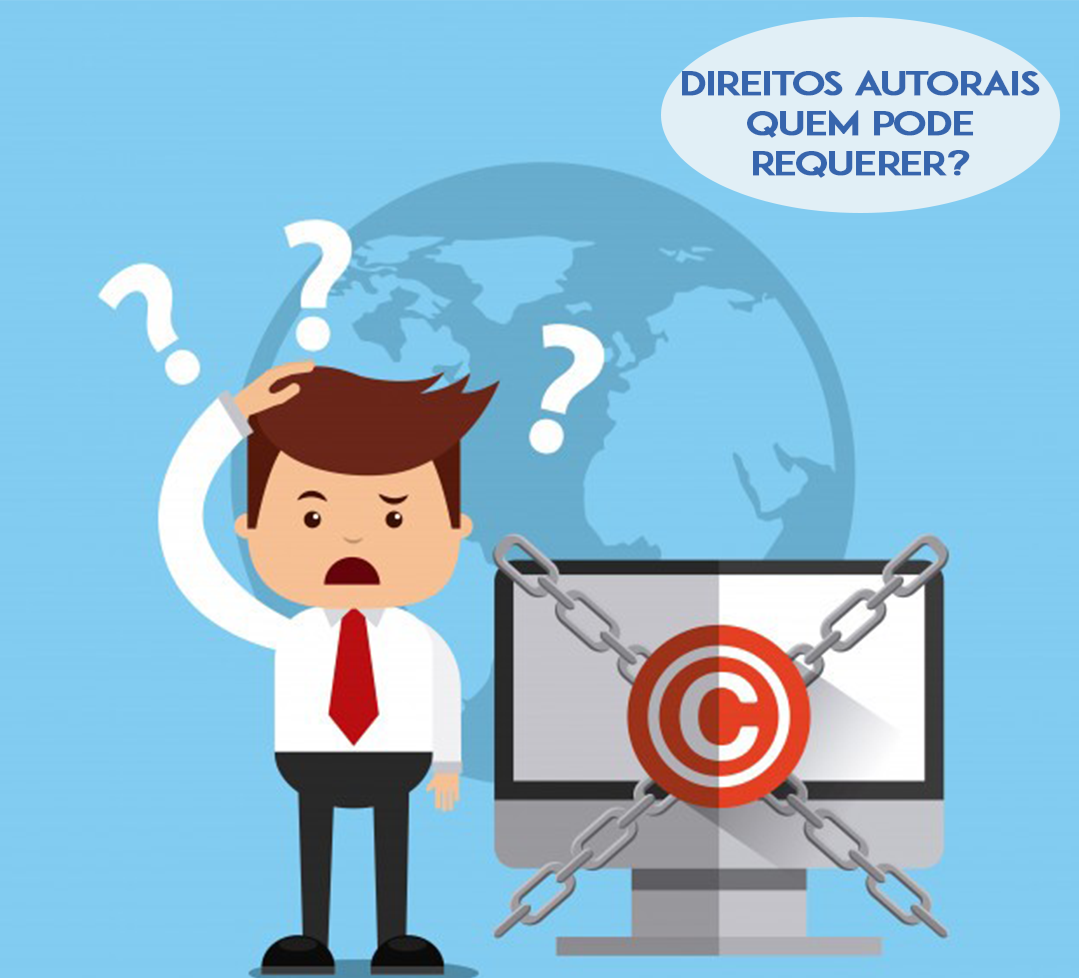 DIREITOS AUTORAIS
QUEM PODE
REQUERER?
? ? ?
C